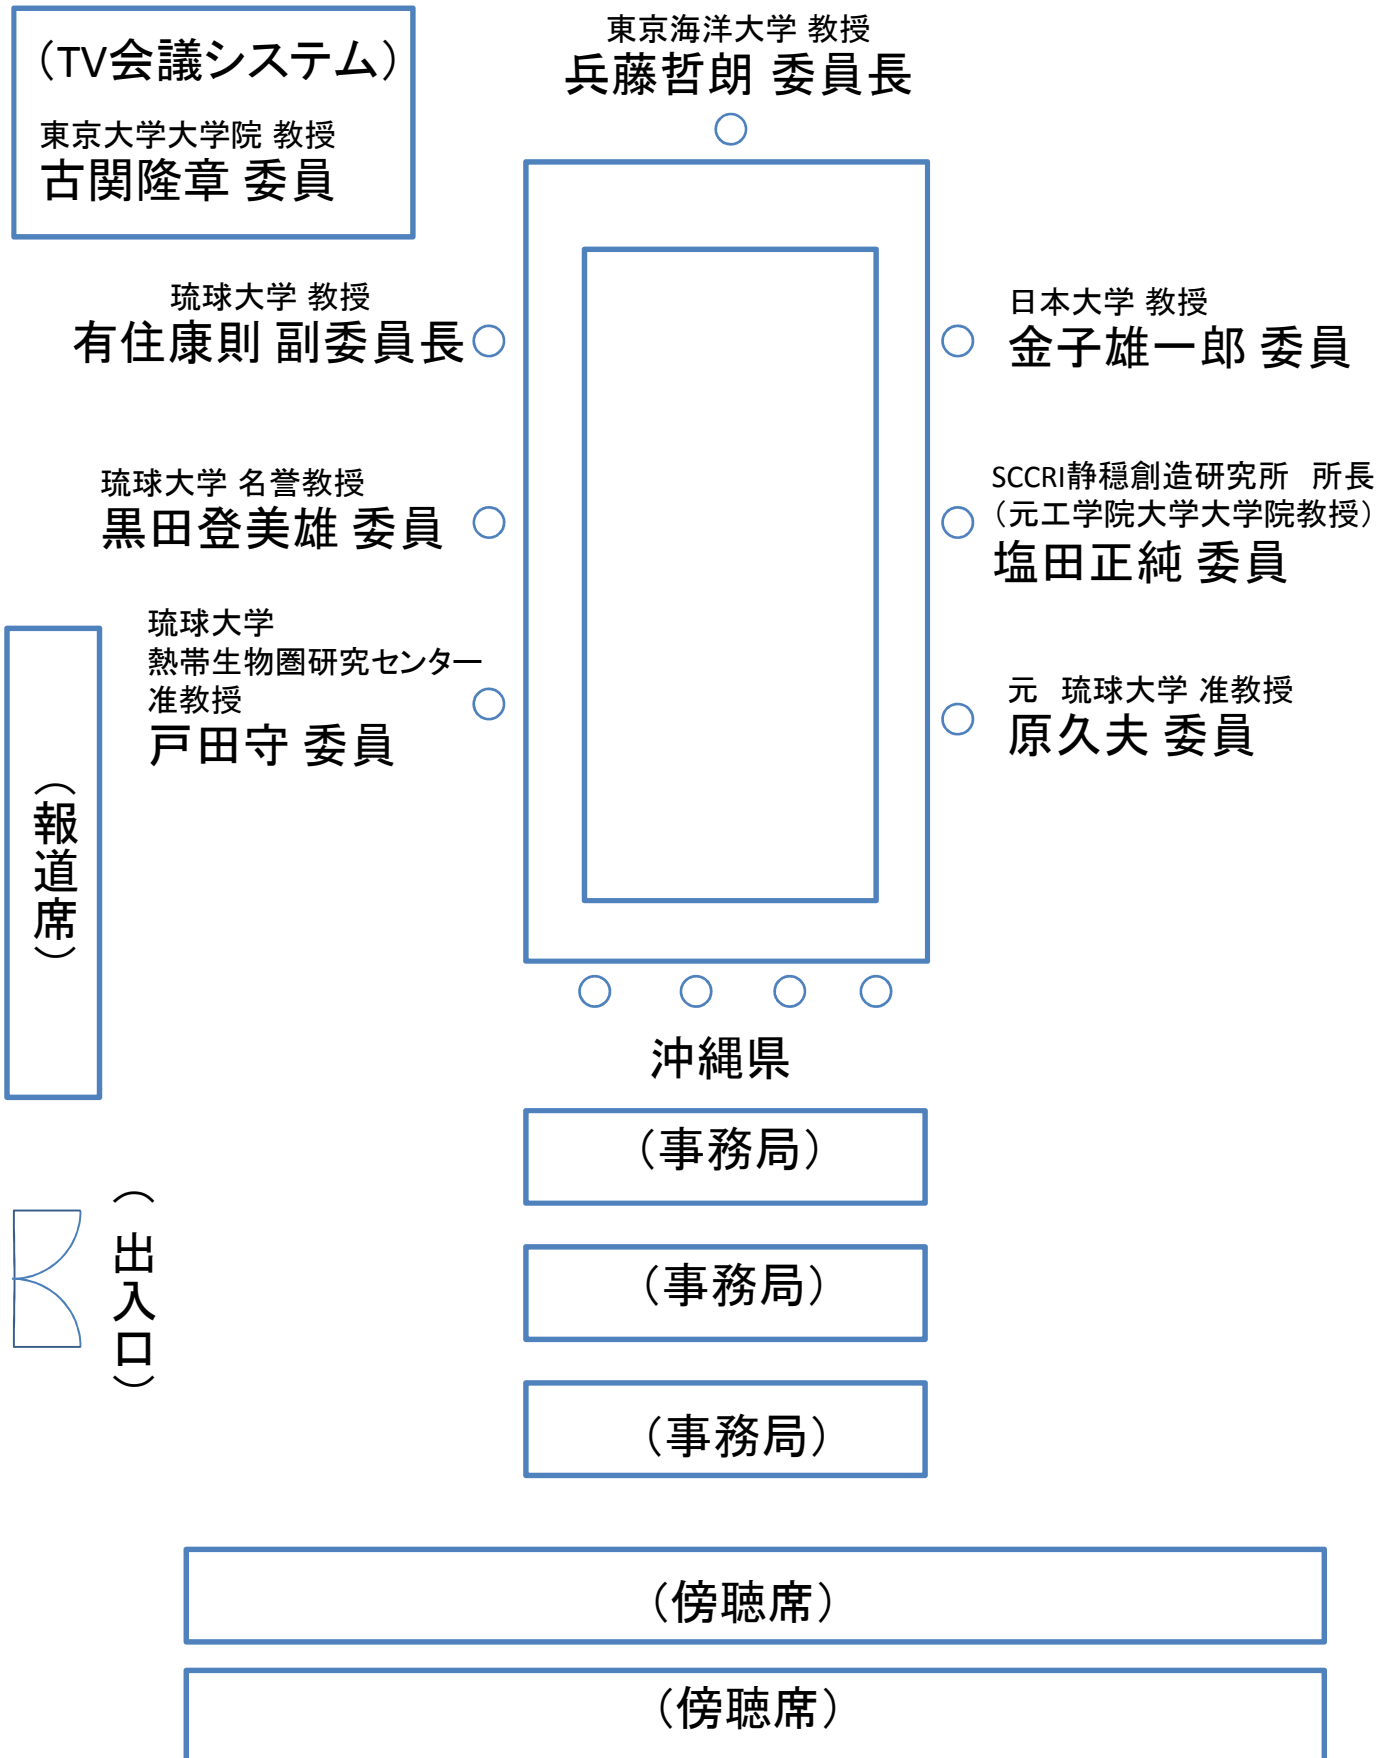 （TV会議システム）
東京大学大学院 教授
古関隆章 委員
東京海洋大学 教授
兵藤哲朗 委員長
琉球大学 教授
有住康則 副委員長
日本大学 教授
金子雄一郎 委員
琉球大学 名誉教授
黒田登美雄 委員
SCCRI静穏創造研究所　所長
（元工学院大学大学院教授）
塩田正純 委員
琉球大学
熱帯生物圏研究センター
准教授
戸田守 委員
元　琉球大学 准教授
原久夫 委員
（報道席）
沖縄県
（事務局）
（出入口）
（事務局）
（事務局）
（傍聴席）
（傍聴席）